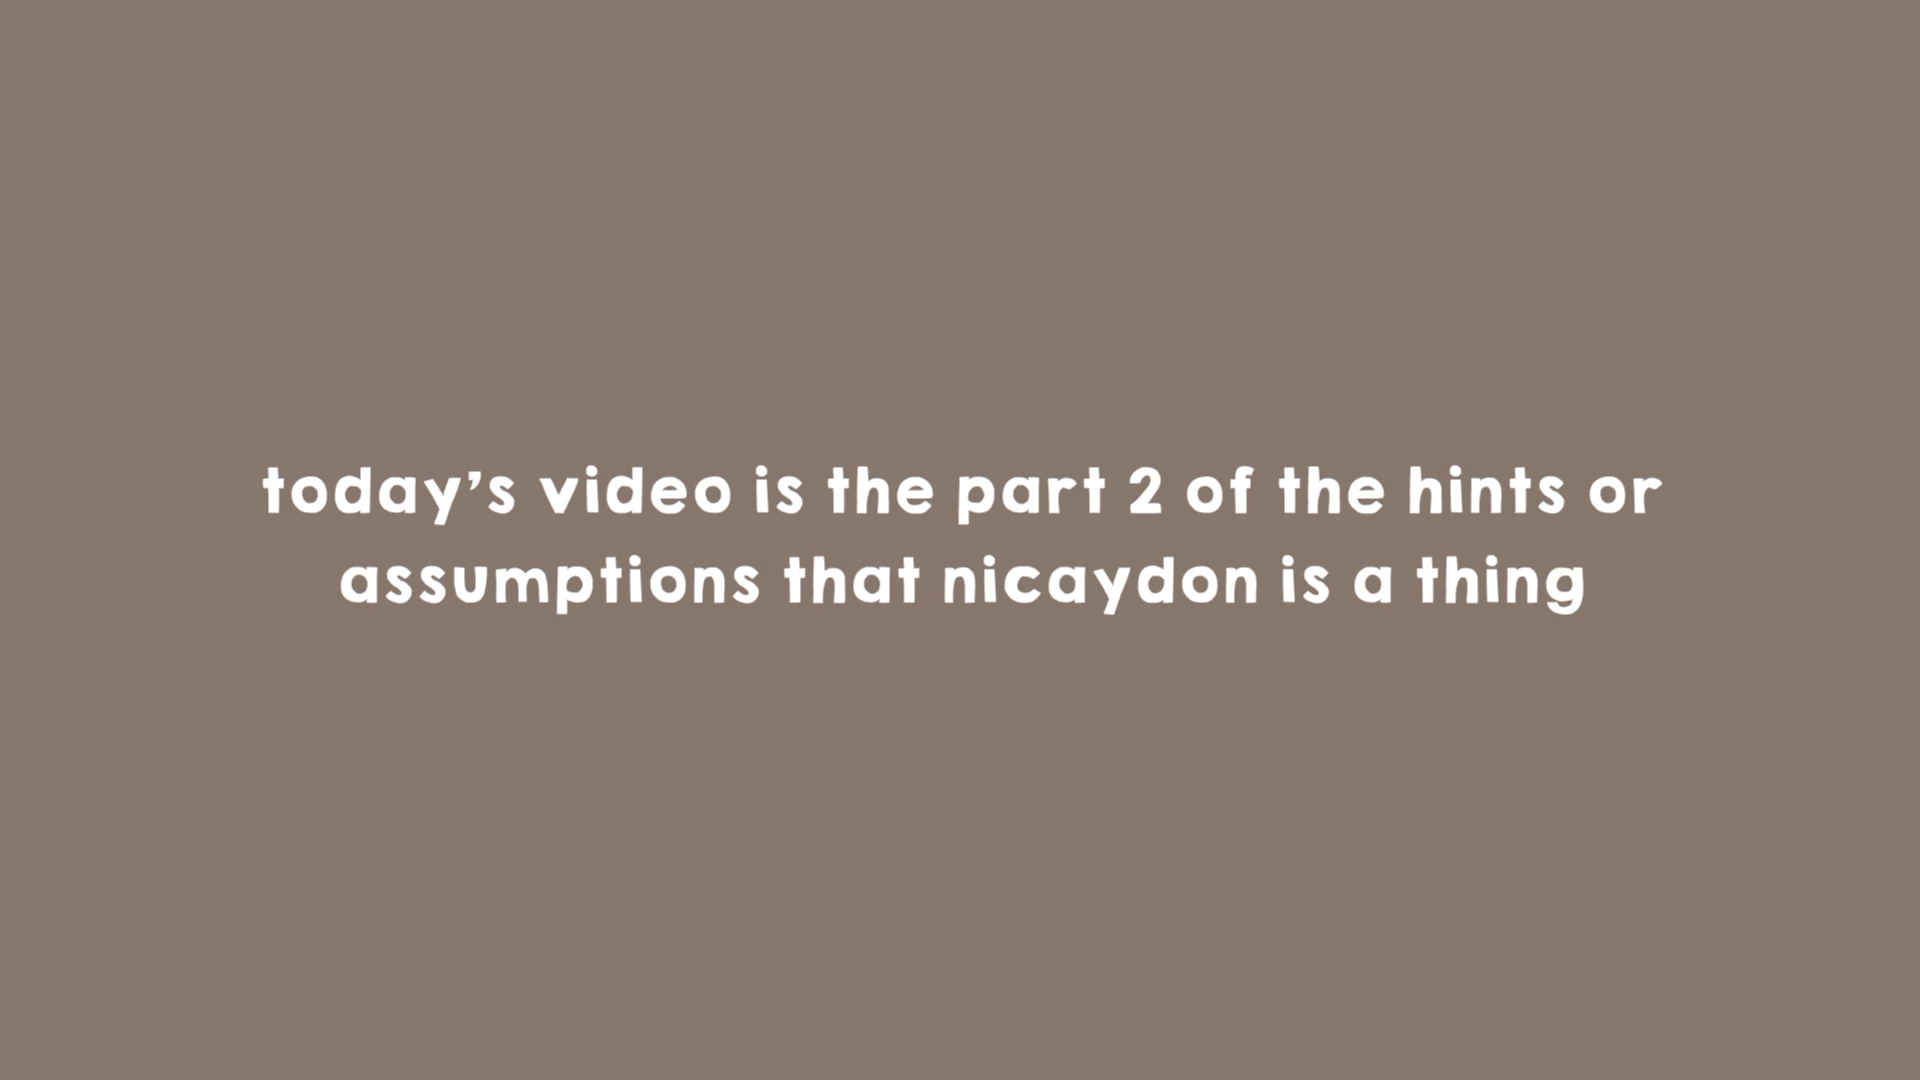 today's video is the part 2 of the hints or
assumptions that nicaydon is a thing